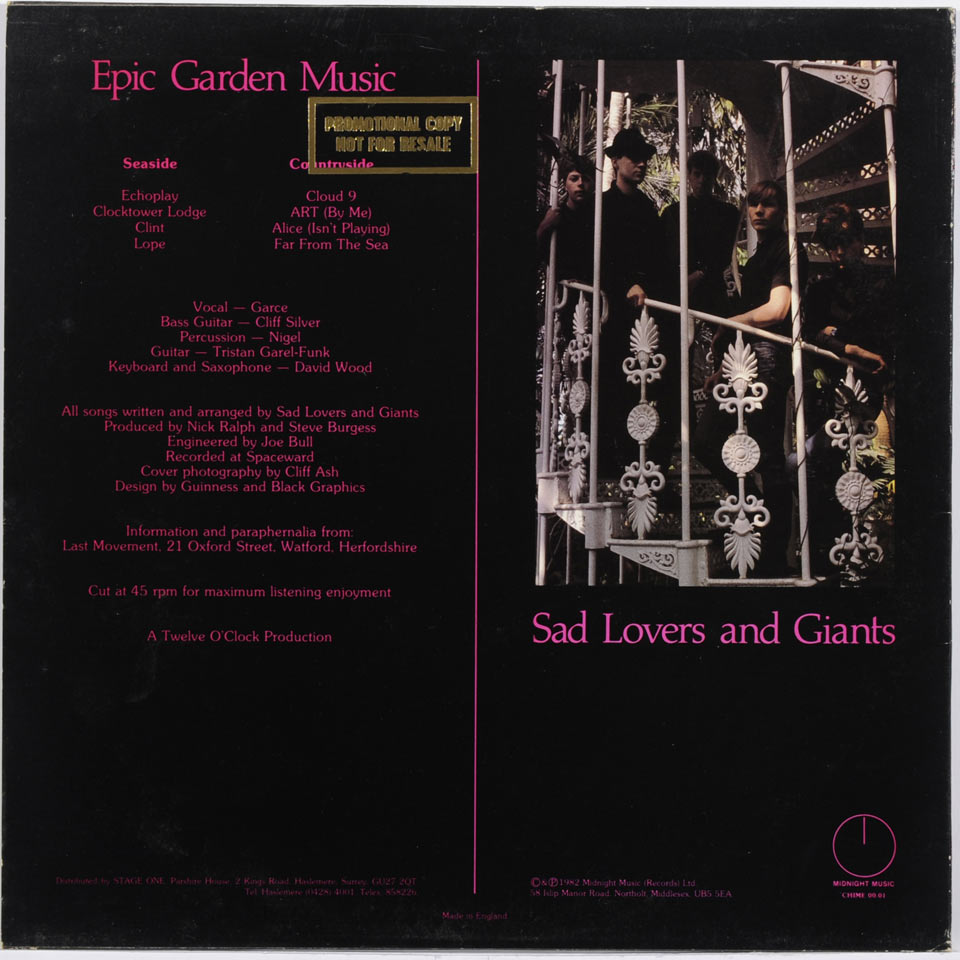 Epic Garden Music
PROMOTIONAL COPY
NOT FOR RESALE
Seaside
Echoplay
Clocktower Lodge
Clint
Lope
Countryside
Cloud 9
ART (By Me)
Alice (Isn't Playing)
Far From The Sea
Vocal — Garce
Bass Guitar — Cliff Silver
Percussion — Nigel
Guitar — Tristan Garel-Funk
Keyboard and Saxophone — David Wood
All songs written and arranged by Sad Lovers and Giants
Produced by Nick Ralph and Steve Burgess
Engineered by Joe Bull
Recorded at Spaceward
Cover photography by Cliff Ash
Design by Guinness and Black Graphics
Information and paraphernalia from:
Last Movement, 21 Oxford Street, Watford, Herfordshire
Cut at 45 rpm for maximum listening enjoyment
A Twelve O'Clock Production
Distributed by STAGE ONE, Parshire House, 2 Kings Road, Haslemere, Surrey, GU27 2QT
Tel. Haslemere (0428) 4001. Telex. 858226.
Sad Lovers and Giants
MIDNIGHT MUSIC
CHIME 00.01
©&Ⓟ1982 Midnight Music (Records) Ltd.
58 Islip Manor Road, Northolt, Middlesex, UB5 5EA
Made in England